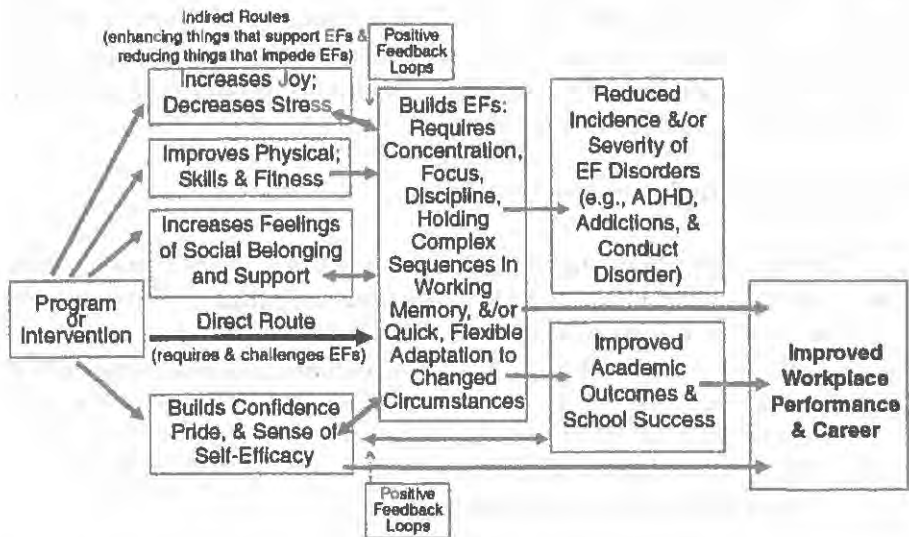 Indirect Routes
(enhancing things that support EFs &
reducing things that impede EFs)
Positive
Feedback
Loops
Increases Joy;
Decreases Stress
Improves Physical;
Skills & Fitness
Increases Feelings
of Social Belonging
and Support
Program
or
Intervention
Direct Route
(requires & challenges EFs)
Builds Confidence
Pride, & Sense of
Self-Efficacy
Positive
Feedback
Loops
Builds EFs:
Requires
Concentration,
Focus,
Discipline,
Holding
Complex
Sequences in
Working
Memory, &/or
Quick, Flexible
Adaptation to
Changed
Circumstances
Reduced
Incidence &/or
Severity of
EF Disorders
(e.g., ADHD,
Addictions, &
Conduct
Disorder)
Improved
Academic
Outcomes &
School Success
Improved
Workplace
Performance
& Career